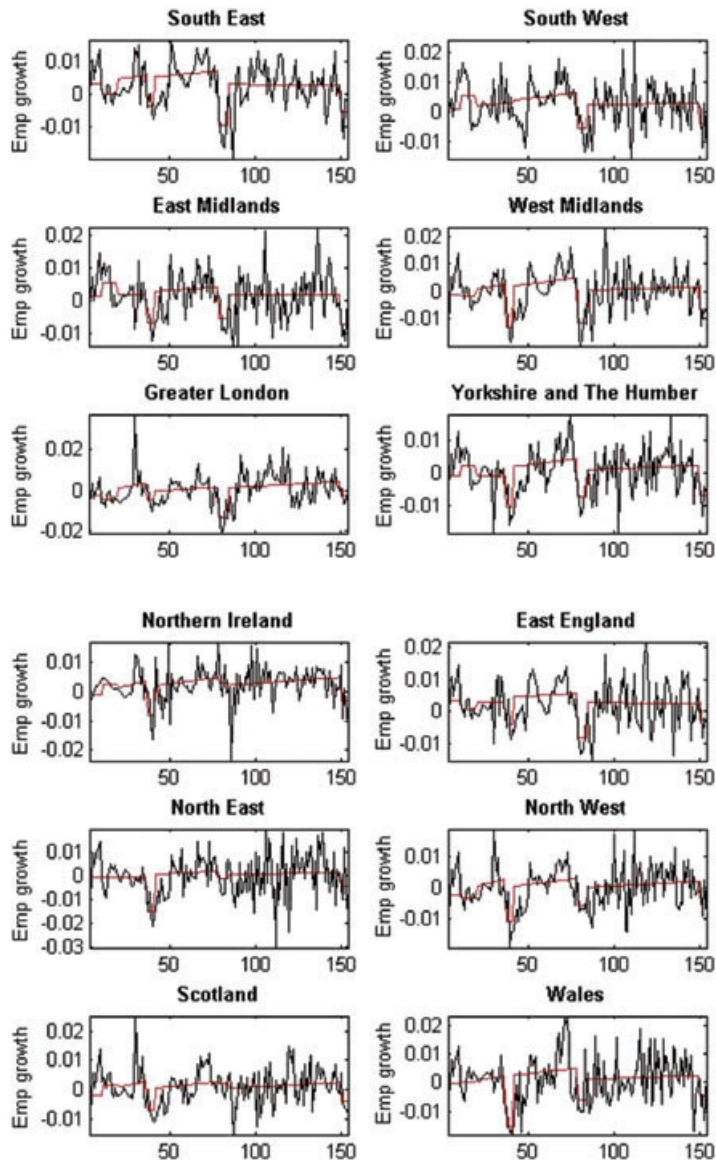 South East
South West
Emp growth
0.01
0
-0.01
50 100 150
Emp growth
0.02
0.01
0
-0.01
50 100 150
East Midlands
West Midlands
Emp growth
0.02
0.01
0
-0.01
50 100 150
Emp growth
0.02
0.01
0
-0.01
50 100 150
Greater London
Yorkshire and The Humber
Emp growth
0.02
0
-0.02
50 100 150
Emp growth
0.01
0
-0.01
50 100 150
Northern Ireland
East England
Emp growth
0.01
0
-0.01
-0.02
50 100 150
Emp growth
0.02
0.01
0
-0.01
50 100 150
North East
North West
Emp growth
0.01
0
-0.01
-0.02
-0.03
50 100 150
Emp growth
0.01
0
-0.01
50 100 150
Scotland
Wales
Emp growth
0.02
0.01
0
-0.01
50 100 150
Emp growth
0.02
0.01
0
-0.01
50 100 150